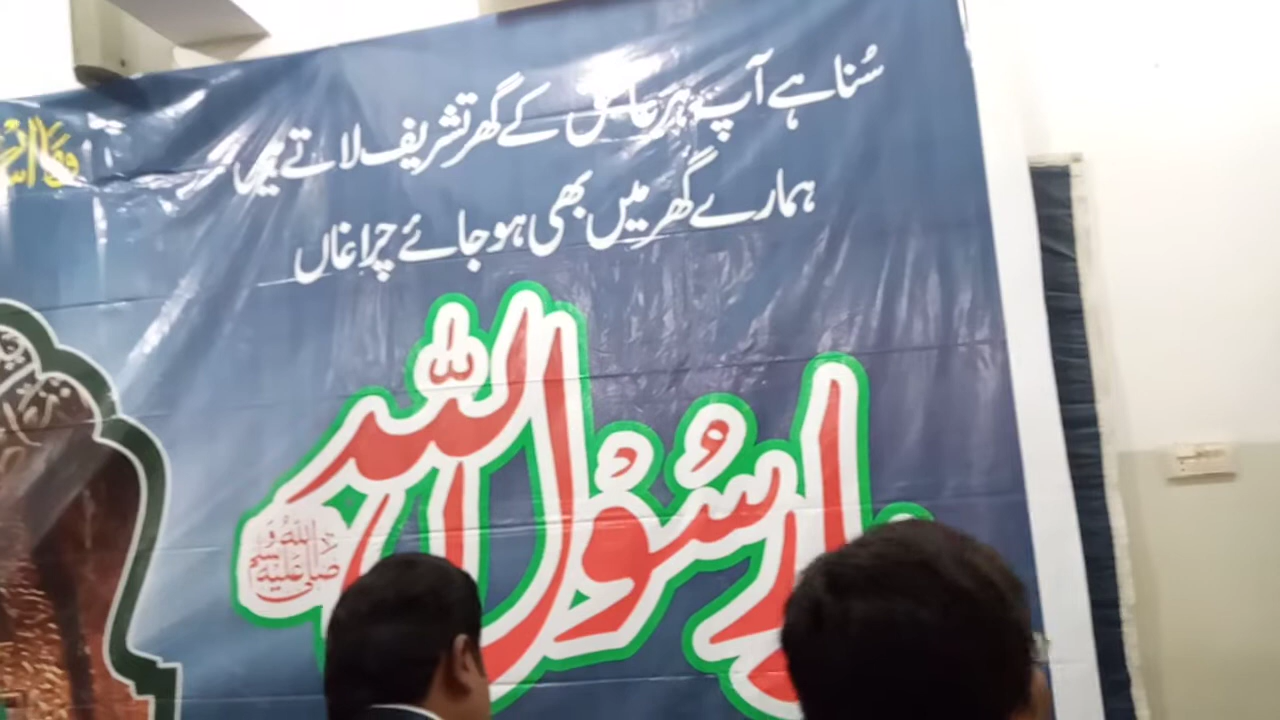 سُنا ہے آپ ہر عاشق کے گھر تشریف لاتے ہیں
ہمارے گھر میں بھی ہو جائے چراغاں
یا رسول اللہ
صلی اللہ علیہ وسلم